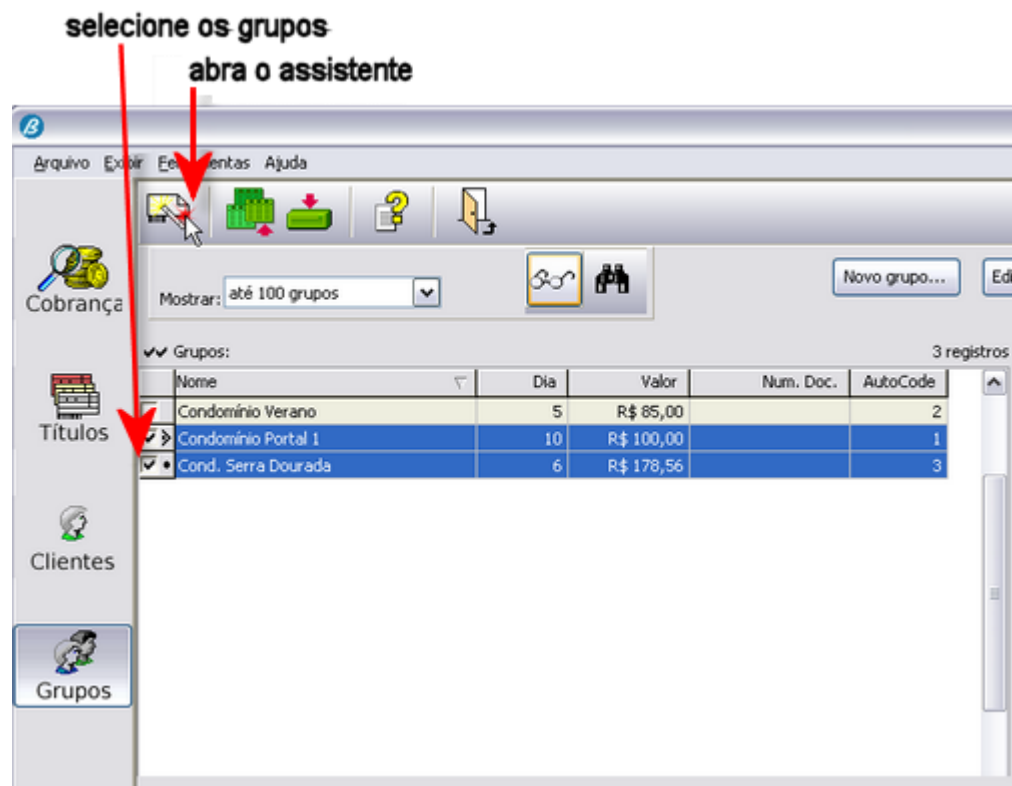 selecione os grupos
abra o assistente
Arquivo Ajuda
Mostrar: até 100 grupos Novo grupo... Edi
Cobrança
Grupos: 3 registros
Nome Dia Valor Num. Doc. AutoCode
Condomínio Verano 5 R$ 85,00 2
Condomínio Portal 1 10 R$ 100,00 1
Cond. Serra Dourada 6 R$ 178,56 3
Títulos
Clientes
Grupos